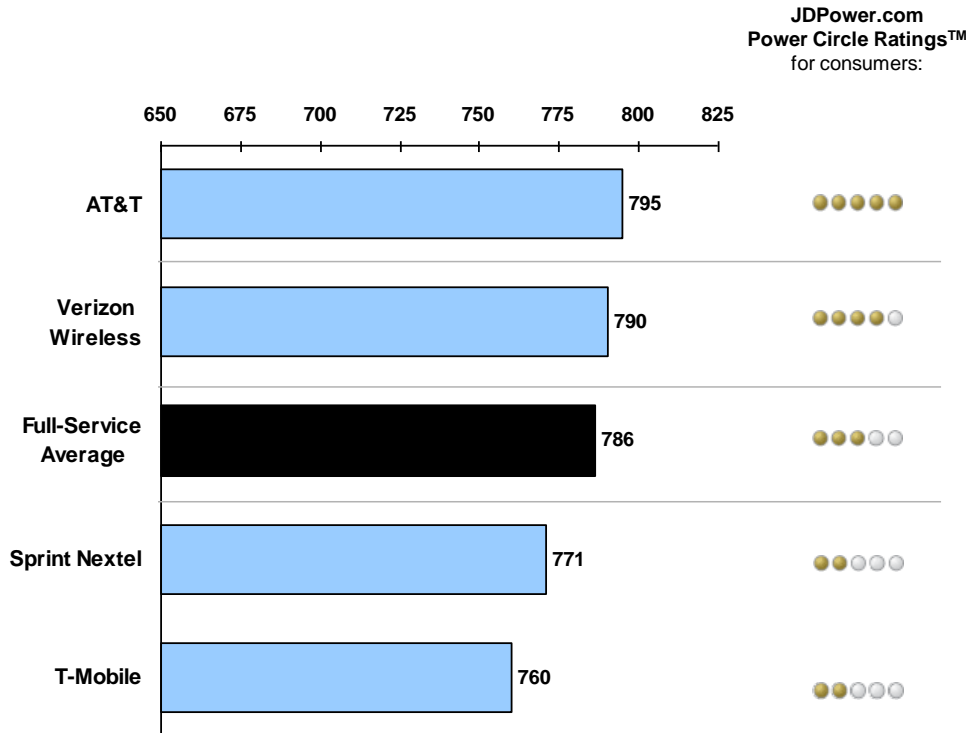 JDPower.com
Power Circle Ratings™
for consumers:
650 675 700 725 750 775 800 825
AT&T 795
Verizon
Wireless 790
Full-Service
Average 786
Sprint Nextel 771
T-Mobile 760